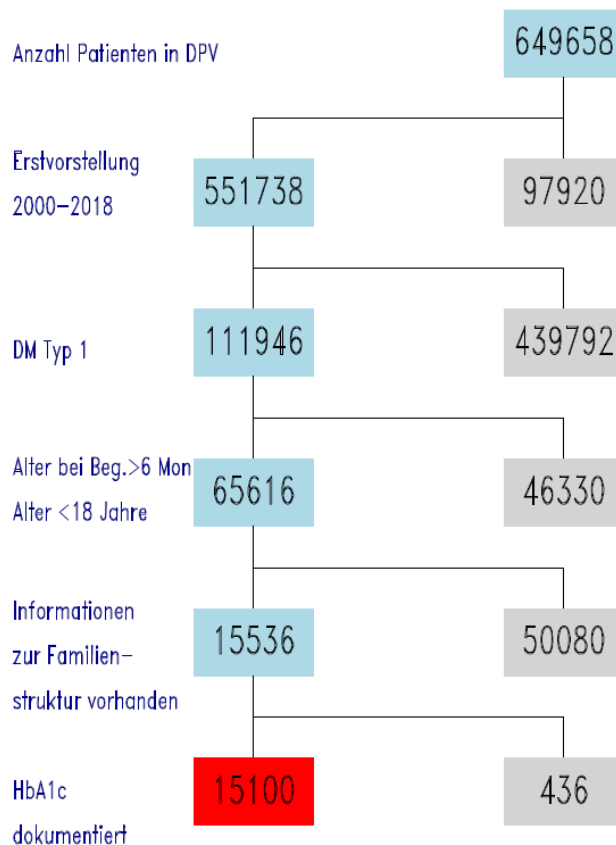 Anzahl Patienten in DPV
649658
Erstvorstellung
2000-2018
551738
97920
DM Typ 1
111946
439792
Alter bei Beg.>6 Mon
Alter <18 Jahre
65616
46330
Informationen
zur Familien-
struktur vorhanden
15536
50080
HbA1c
dokumentiert
15100
436